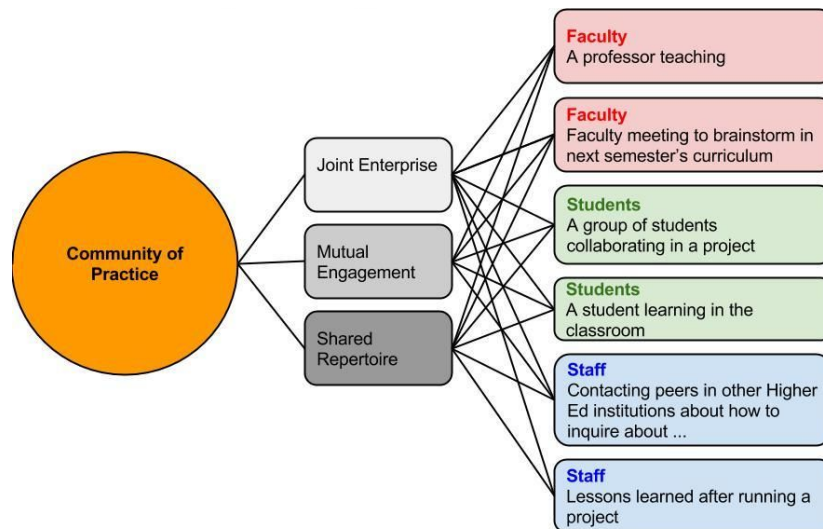 Community of
Practice
Joint Enterprise
Mutual
Engagement
Shared
Repertoire
Faculty
A professor teaching
Faculty
Faculty meeting to brainstorm in
next semester's curriculum
Students
A group of students
collaborating in a project
Students
A student learning in the
classroom
Staff
Contacting peers in other Higher
Ed institutions about how to
inquire about ...
Staff
Lessons learned after running a
project